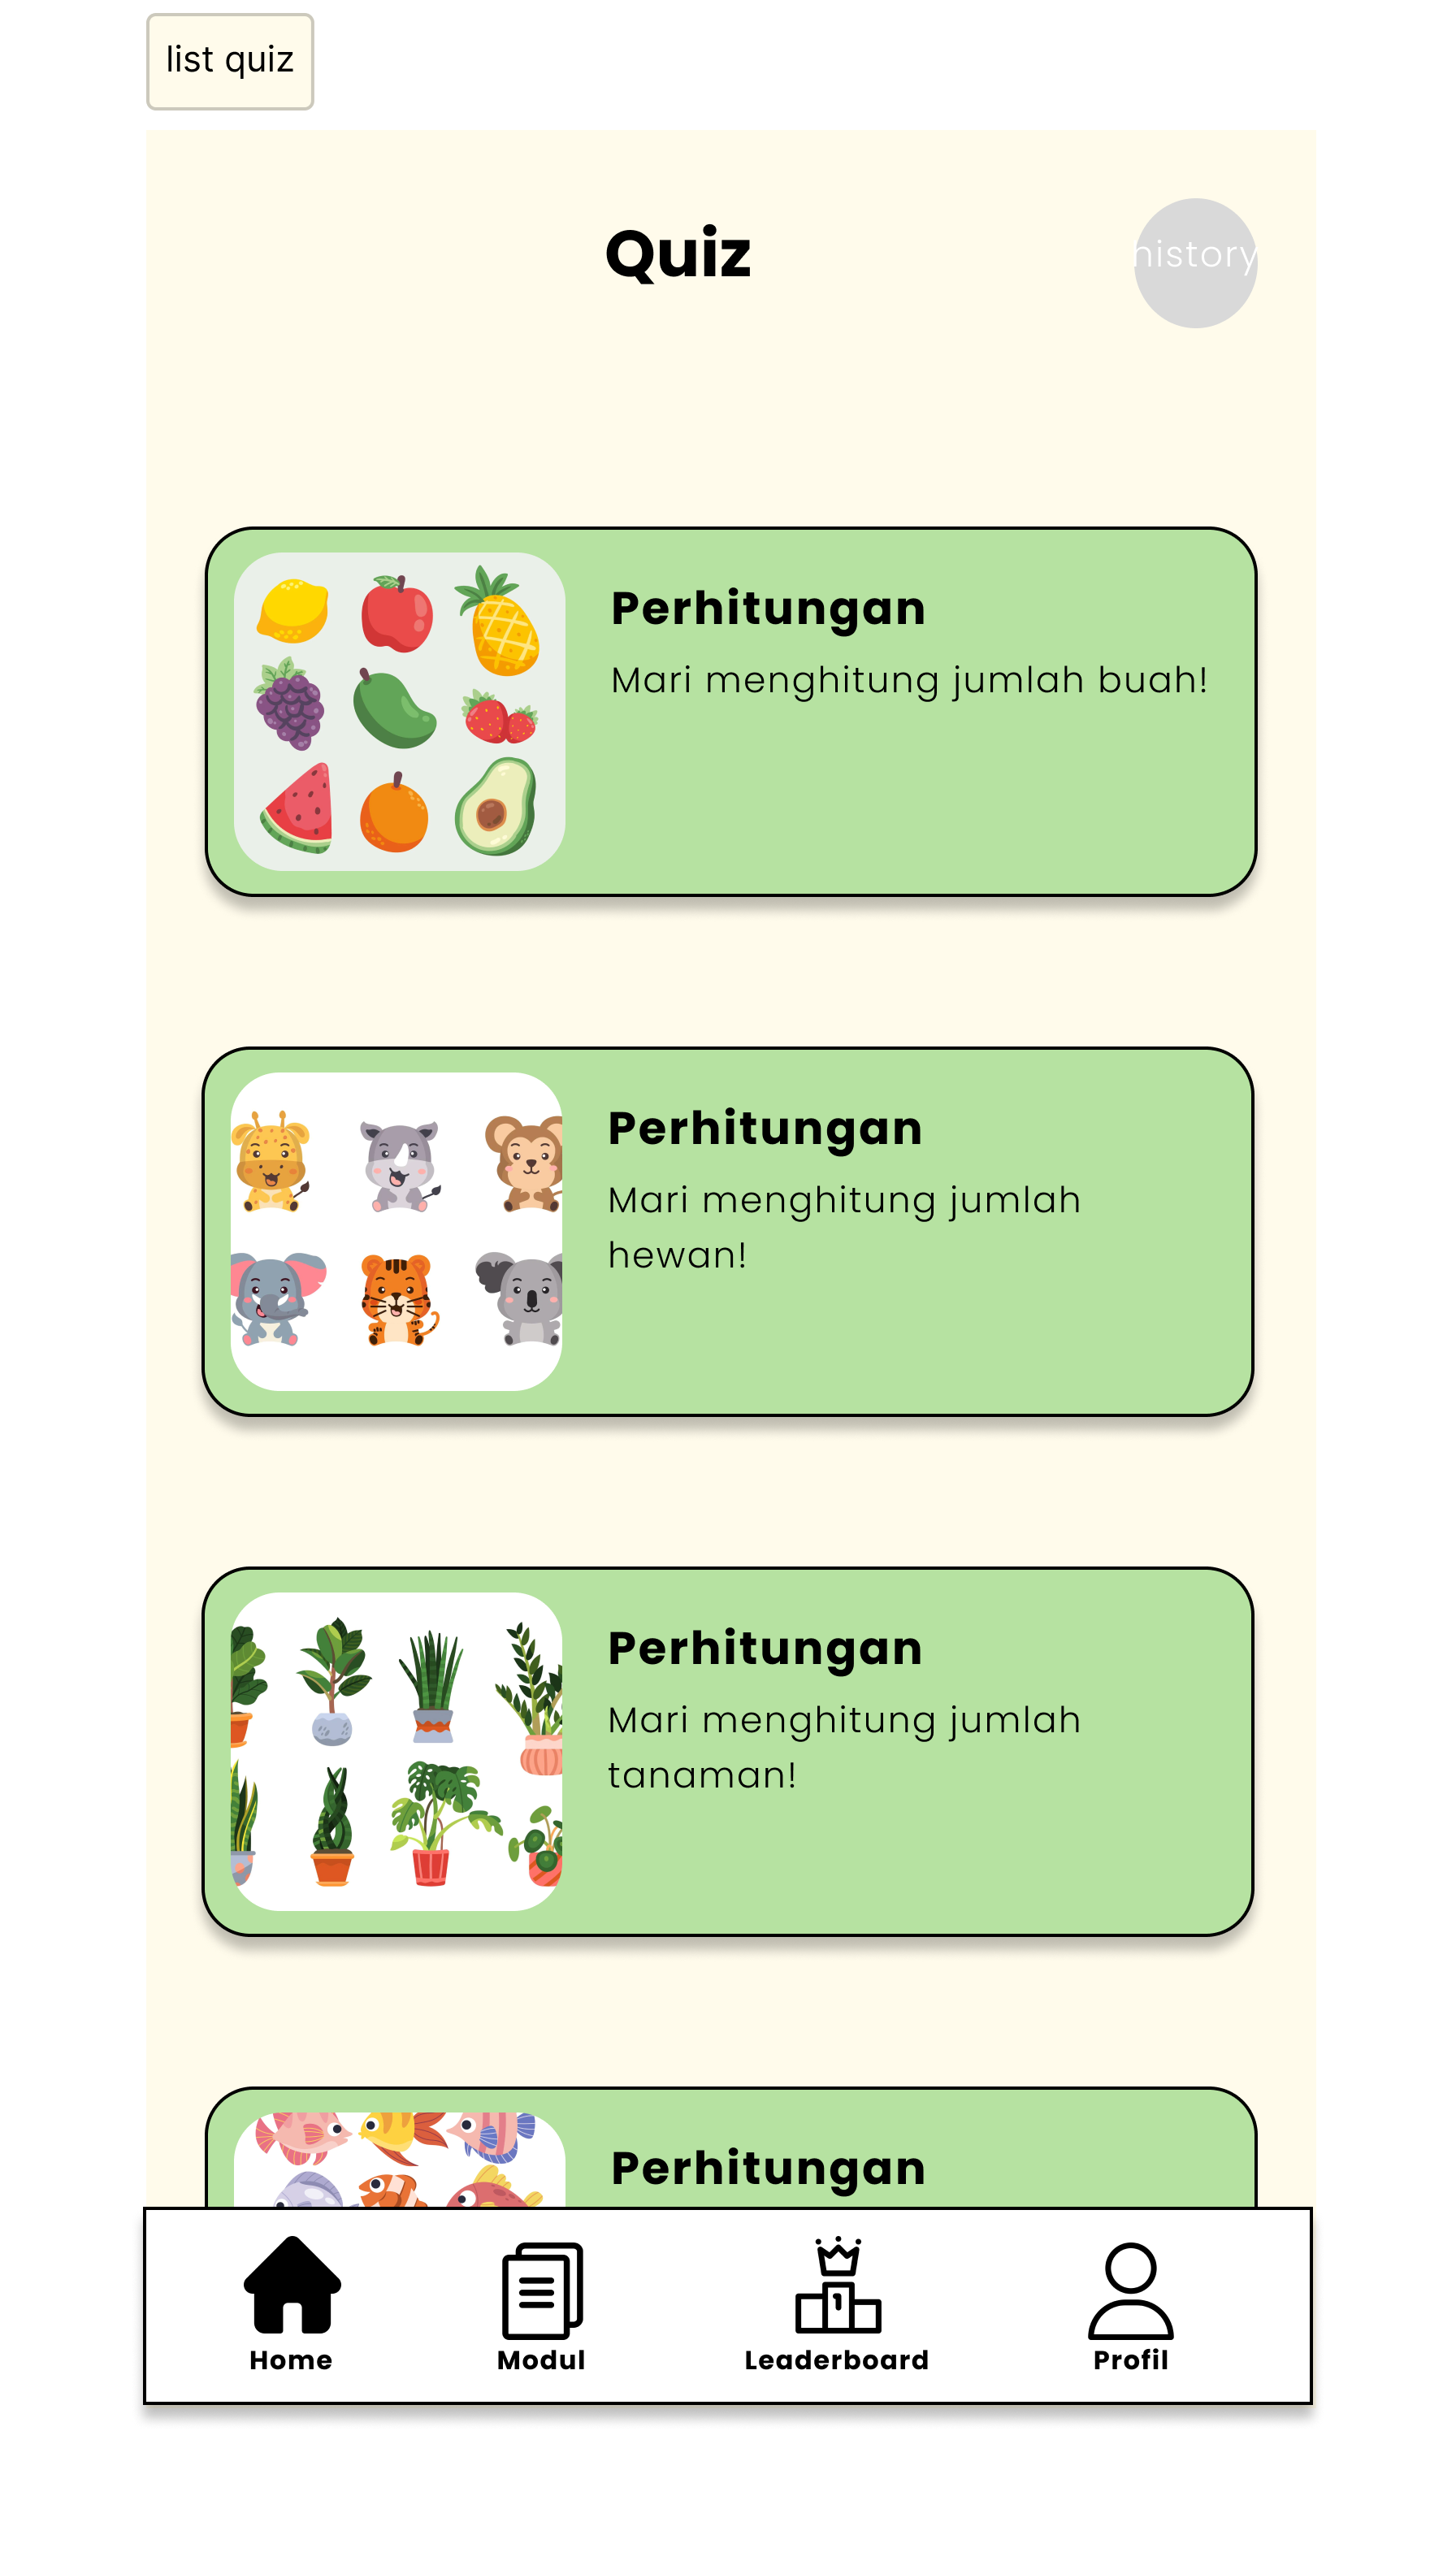 list quiz
Quiz
history
Perhitungan
Mari menghitung jumlah buah!
Perhitungan
Mari menghitung jumlah
hewan!
Perhitungan
Mari menghitung jumlah
tanaman!
Perhitungan
1
Home
Modul
Leaderboard
Profil